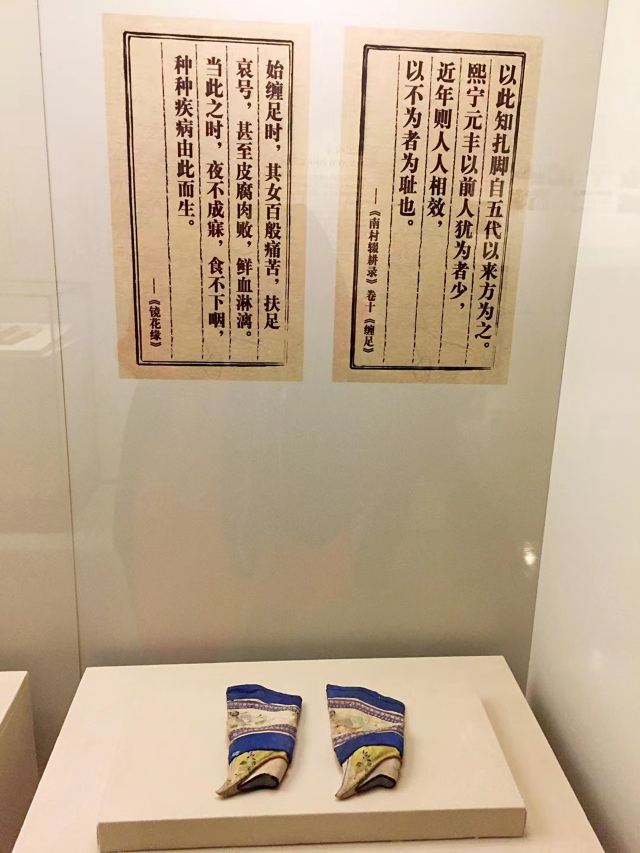 以此知扎脚自五代以来方为之。
熙宁元丰以前人犹为者少，
近年则人人相效，
以不为者为耻也。
——《南村辍耕录》卷十《缠足》
始缠足时，其女百般痛苦，扶足
哀号，甚至皮腐肉败，鲜血淋漓。
当此之时，夜不成寐，食不下咽，
种种疾病由此而生。
——《镜花缘》